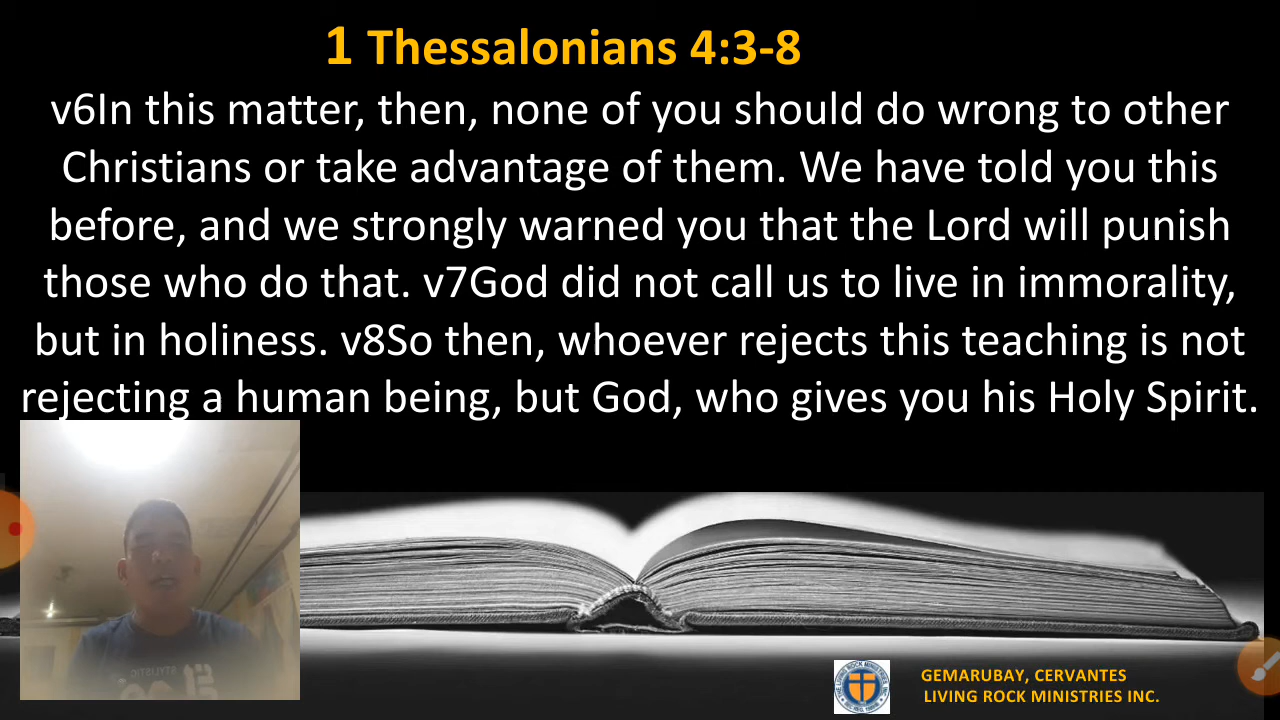 1 Thessalonians 4:3-8
v6In this matter, then, none of you should do wrong to other
Christians or take advantage of them. We have told you this
before, and we strongly warned you that the Lord will punish
those who do that. v7God did not call us to live in immorality,
but in holiness. v8So then, whoever rejects this teaching is not
rejecting a human being, but God, who gives you his Holy Spirit.
STYLISTIC
GEMARUBAY, CERVANTES
LIVING ROCK MINISTRIES INC.